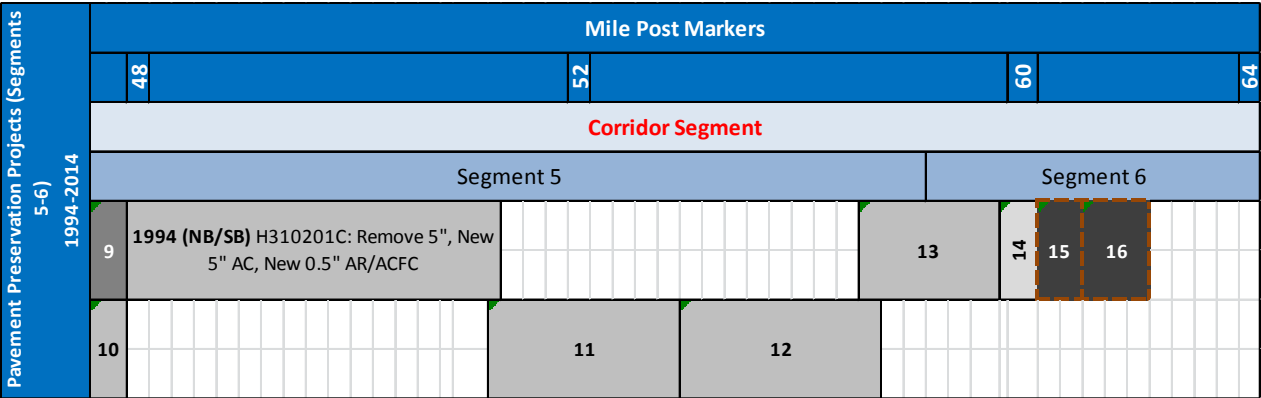 Pavement Preservation Projects (Segments
5-6)
1994-2014
Mile Post Markers
48 52 60 64
Corridor Segment
Segment 5 Segment 6
9 1994 (NB/SB) H310201C: Remove 5", New
5" AC, New 0.5" AR/ACFC
13 14 15 16
10 11 12